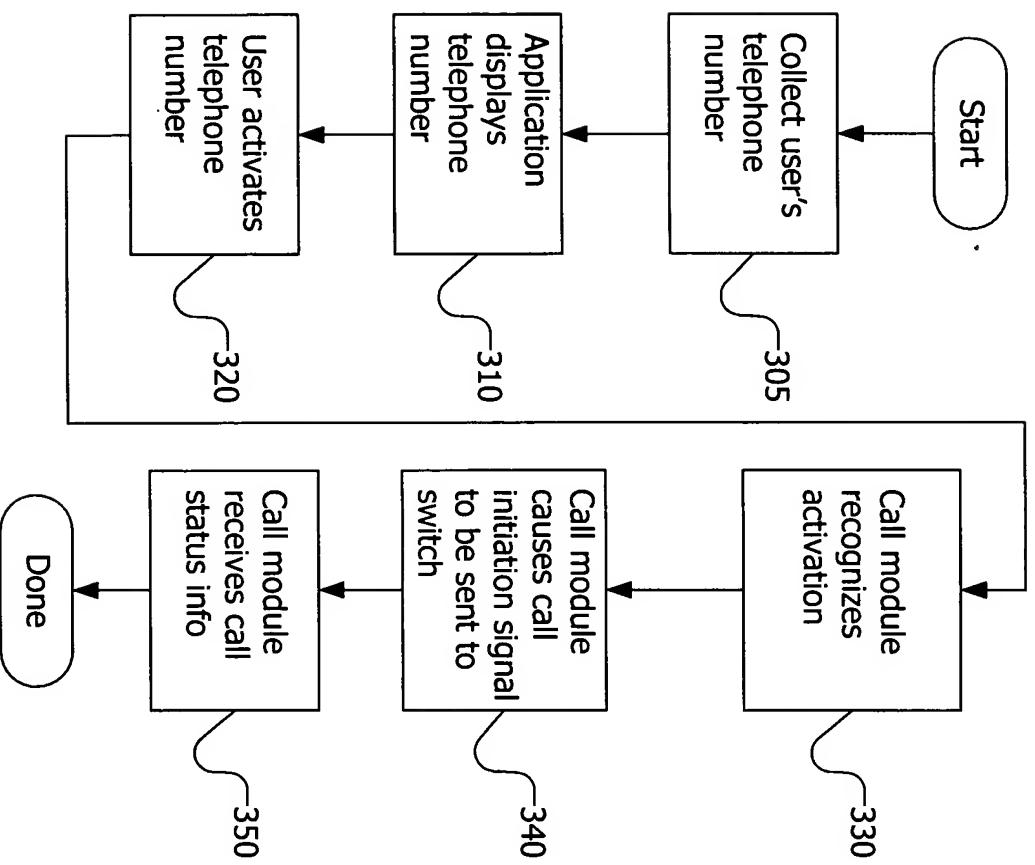 Start
Collect user's
telephone
number
305
Application
displays
telephone
number
310
User activates
telephone
number
320
Call module
recognizes
activation
330
Call module
causes call
initiation signal
to be sent to
switch
340
Call module
receives call
status info
350
Done